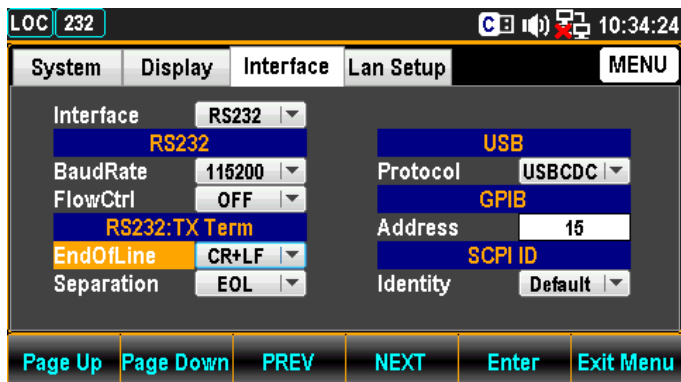 LOC 232 C 10:34:24
System Display Interface Lan Setup MENU
Interface RS232
RS232 USB
BaudRate 115200 Protocol USBCDC
FlowCtrl OFF GPIB
RS232:TX Term Address 15
EndOfLine CR+LF SCPI ID
Separation EOL Identity Default
Page Up Page Down PREV NEXT Enter Exit Menu